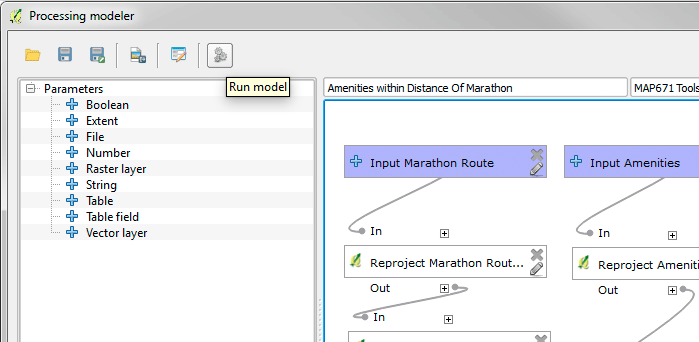 Processing modeler
Run model
Parameters
Boolean
Extent
File
Number
Raster layer
String
Table
Table field
Vector layer
Amenities within Distance Of Marathon
MAP671 Tools
Input Marathon Route
Input Amenities
In
In
Reproject Marathon Rout...
Reproject Ameniti
Out
Out
In